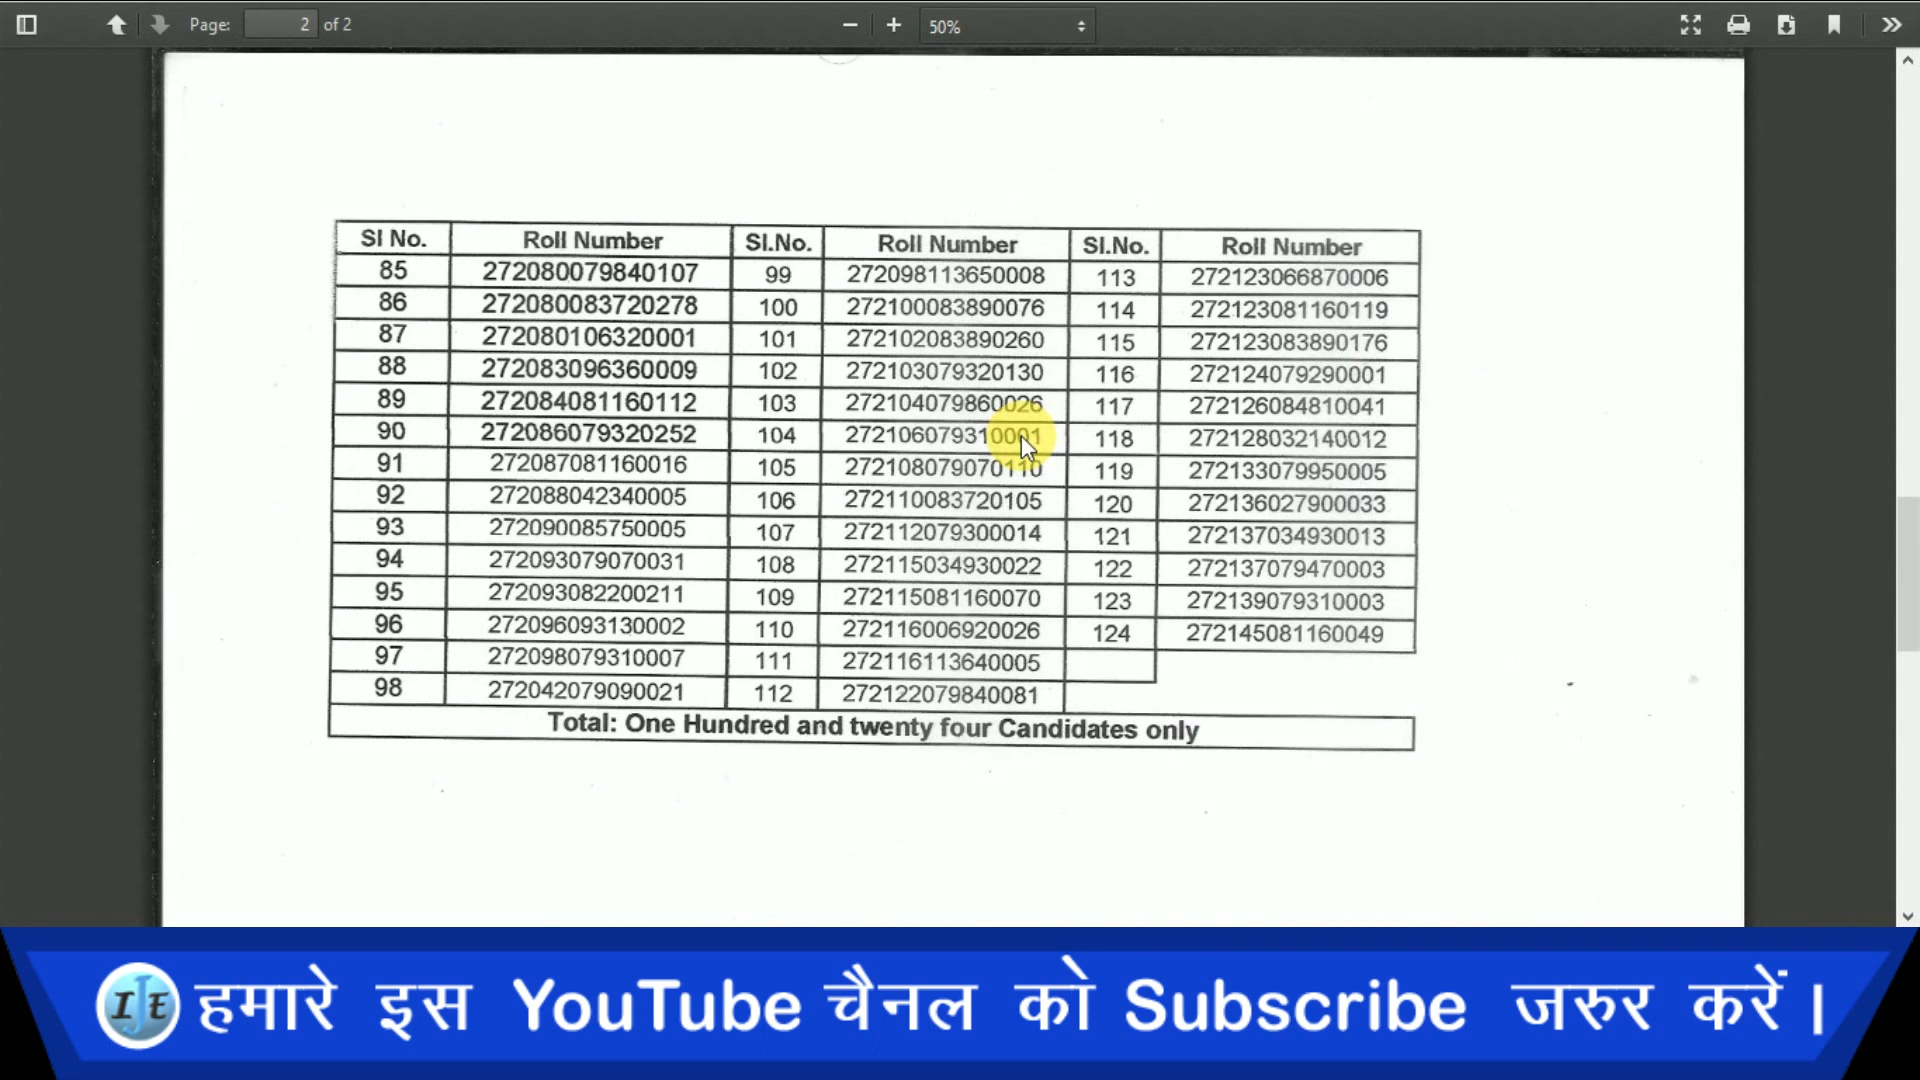 Page: 2 of 2 50%
Sl No. Roll Number Sl.No. Roll Number Sl.No. Roll Number
85 272080079840107 99 272098113650008 113 272123066870006
86 272080083720278 100 272100083890076 114 272123081160119
87 272080106320001 101 272102083890260 115 272123083890176
88 272083096360009 102 272103079320130 116 272124079290001
89 272084081160112 103 272104079860026 117 272126084810041
90 272086079320252 104 272106079310001 118 272128032140012
91 272087081160016 105 272108079070110 119 272133079950005
92 272088042340005 106 272110083720105 120 272136027900033
93 272090085750005 107 272112079300014 121 272137034930013
94 272093079070031 108 272115034930022 122 272137079470003
95 272093082200211 109 272115081160070 123 272139079310003
96 272096093130002 110 272116006920026 124 272145081160049
97 272098079310007 111 272116113640005
98 272042079090021 112 272122079840081
Total: One Hundred and twenty four Candidates only
IJE हमारे इस YouTube चैनल को Subscribe जरुर करें।